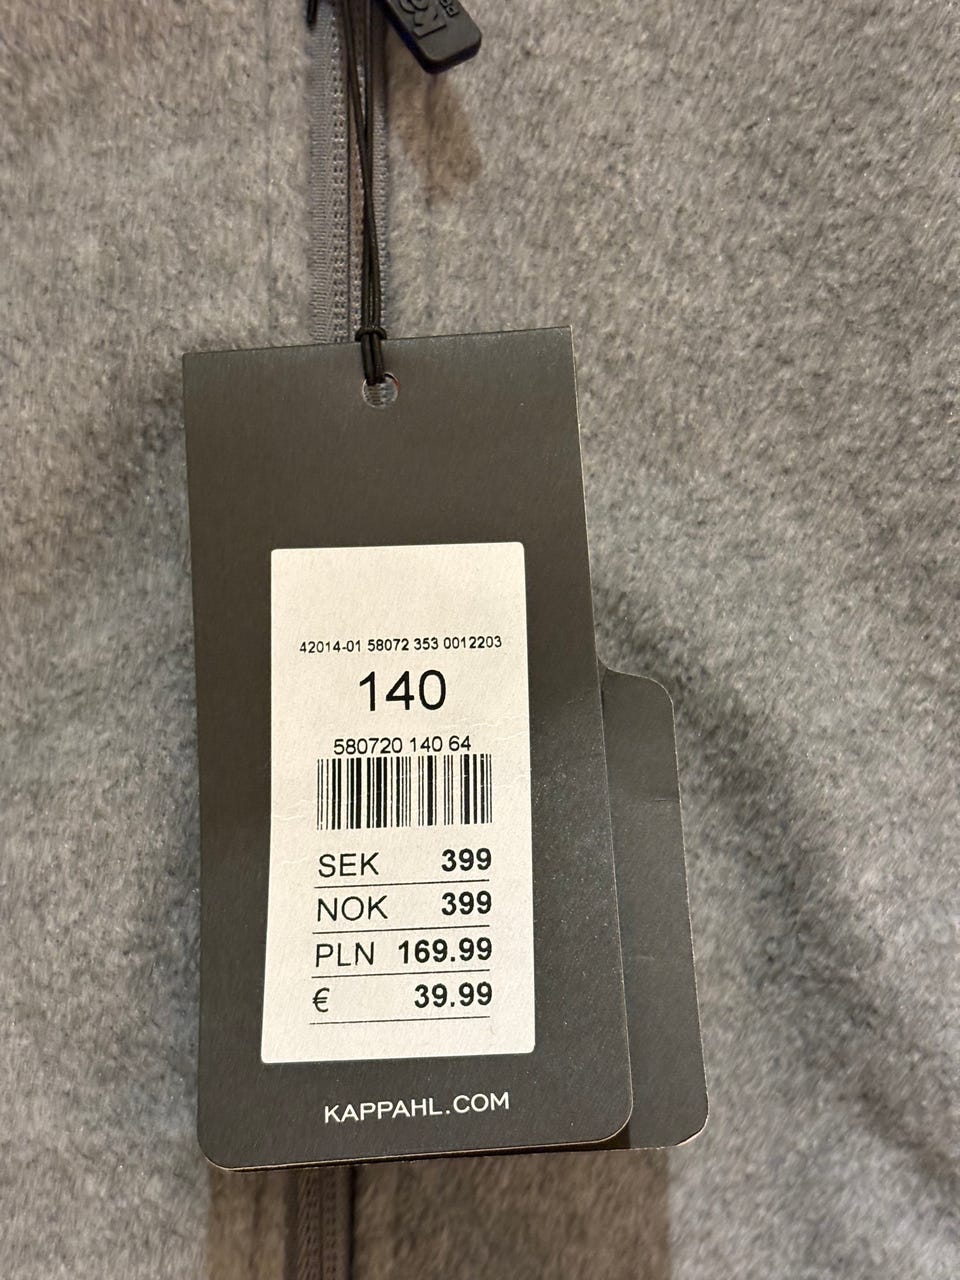 42014-01 58072 353 0012203
140
580720 140 64
SEK 399
NOK 399
PLN 169.99
€ 39.99
KAPPAHL.COM